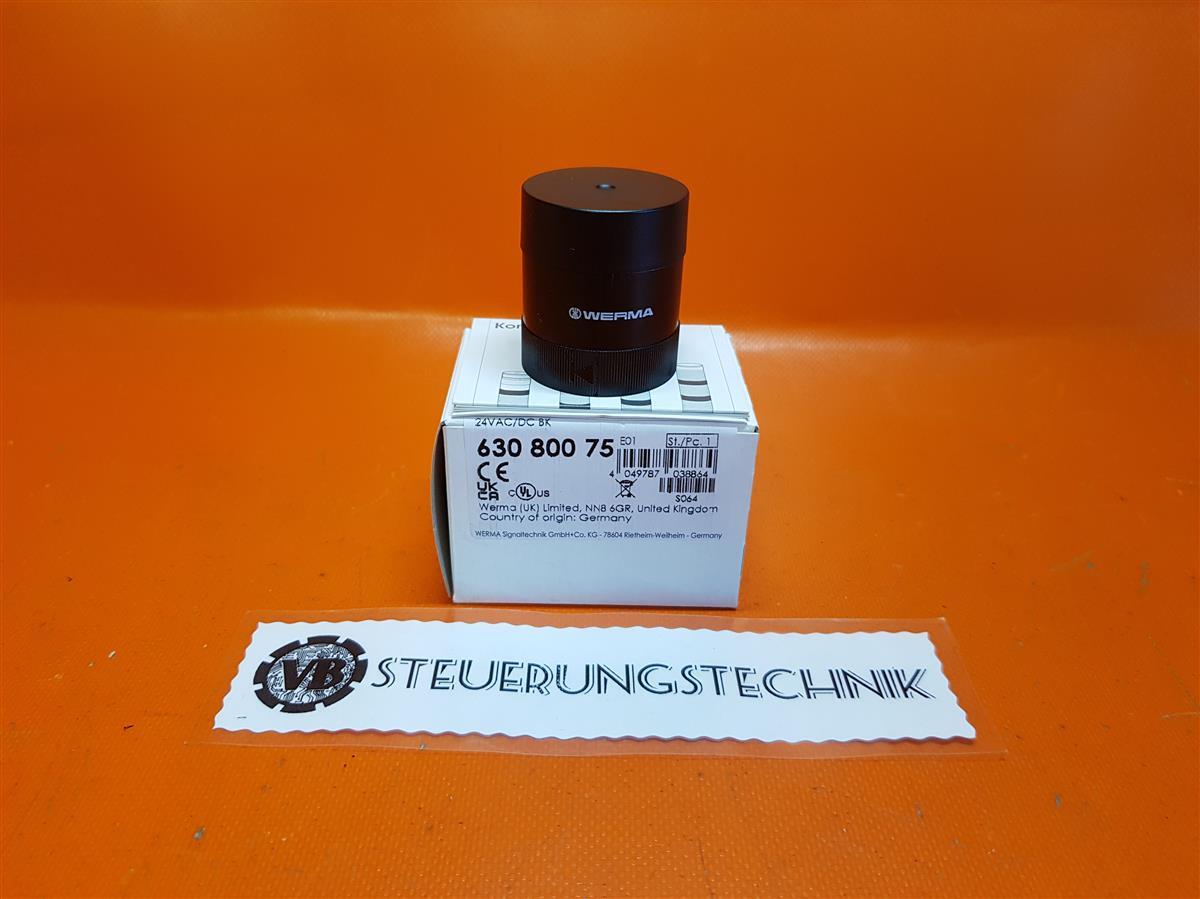 WERMA
Kor
24VAC/DC BK
630 800 75 E01 St./Pc. 1
CE
UK
CA
c UL US
4 049787 038864
S064
Werma (UK) Limited, NN8 6GR, United Kingdom
Country of origin: Germany
WERMA Signaltechnik GmbH+Co. KG - 78604 Rietheim-Weilheim - Germany
VB STEUERUNGSTECHNIK